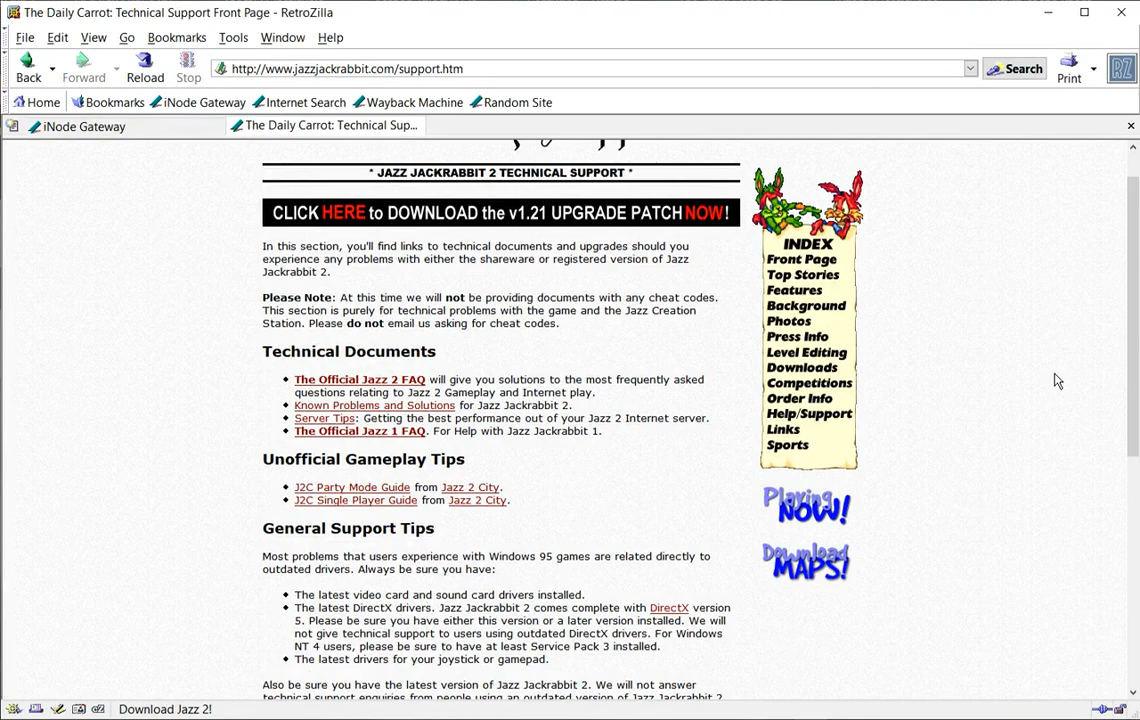 The Daily Carrot: Technical Support Front Page - RetroZilla
File Edit View Go Bookmarks Tools Window Help
Back Forward Reload Stop http://www.jazzjackrabbit.com/support.htm Search Print RZ
Home Bookmarks iNode Gateway Internet Search Wayback Machine Random Site
iNode Gateway The Daily Carrot: Technical Sup...
* JAZZ JACKRABBIT 2 TECHNICAL SUPPORT *
CLICK HERE to DOWNLOAD the v1.21 UPGRADE PATCH NOW!
In this section, you'll find links to technical documents and upgrades should you
experience any problems with either the shareware or registered version of Jazz
Jackrabbit 2.
Please Note: At this time we will not be providing documents with any cheat codes.
This section is purely for technical problems with the game and the Jazz Creation
Station. Please do not email us asking for cheat codes.
Technical Documents
The Official Jazz 2 FAQ will give you solutions to the most frequently asked
questions relating to Jazz 2 Gameplay and Internet play.
Known Problems and Solutions for Jazz Jackrabbit 2.
Server Tips: Getting the best performance out of your Jazz 2 Internet server.
The Official Jazz 1 FAQ. For Help with Jazz Jackrabbit 1.
Unofficial Gameplay Tips
J2C Party Mode Guide from Jazz 2 City.
J2C Single Player Guide from Jazz 2 City.
General Support Tips
Most problems that users experience with Windows 95 games are related directly to
outdated drivers. Always be sure you have:
The latest video card and sound card drivers installed.
The latest DirectX drivers. Jazz Jackrabbit 2 comes complete with DirectX version
5. Please be sure you have either this version or a later version installed. We will
not give technical support to users using outdated DirectX drivers. For Windows
NT 4 users, please be sure to have at least Service Pack 3 installed.
The latest drivers for your joystick or gamepad.
Also be sure you have the latest version of Jazz Jackrabbit 2. We will not answer
technical support enquiries from people using an outdated version of Jazz Jackrabbit 2
INDEX
Front Page
Top Stories
Features
Background
Photos
Press Info
Level Editing
Downloads
Competitions
Order Info
Help/Support
Links
Sports
Playing
NOW!
Download
MAPS!
Download Jazz 2!